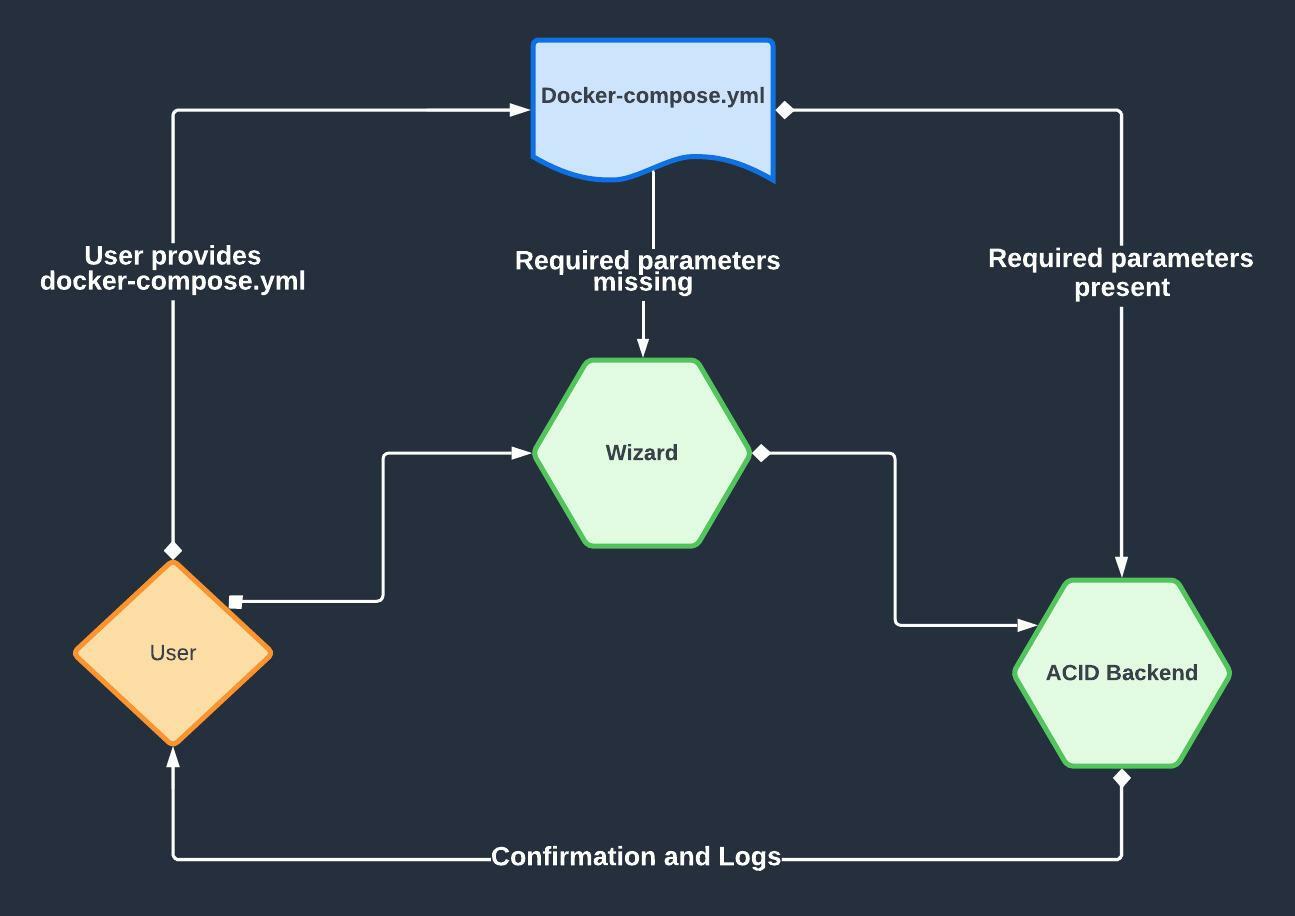 Docker-compose.yml
User provides
docker-compose.yml
Required parameters
missing
Required parameters
present
Wizard
User
ACID Backend
Confirmation and Logs